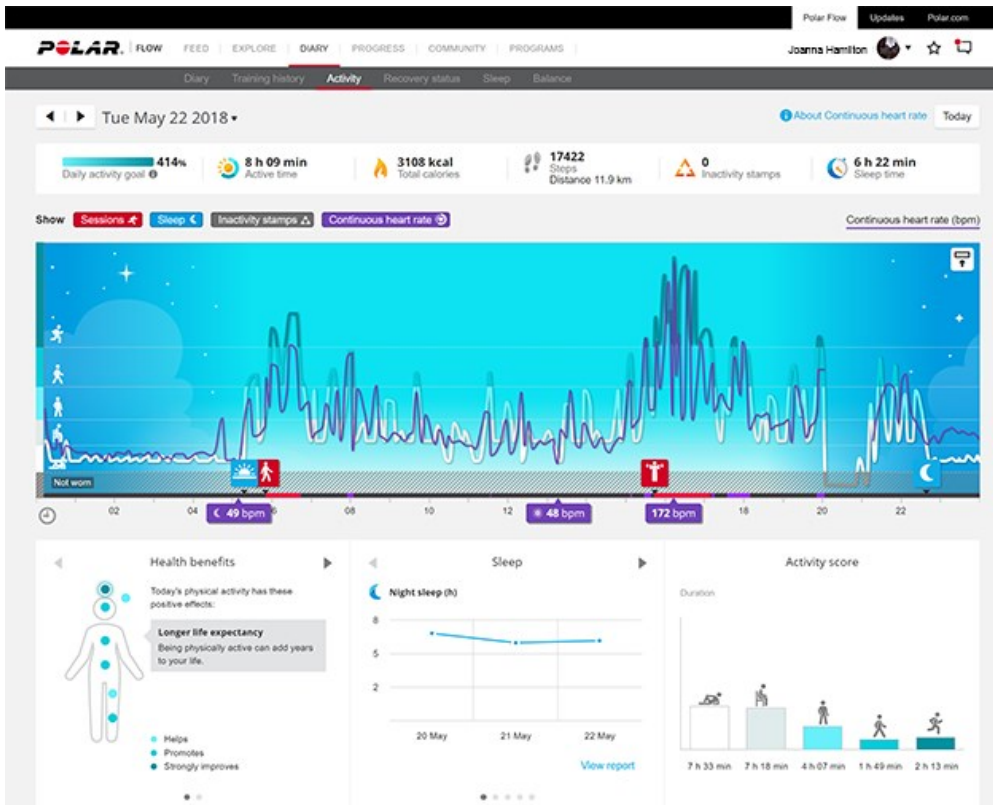 Polar Flow Updates Polar.com
POLAR. FLOW FEED EXPLORE DIARY PROGRESS COMMUNITY PROGRAMS
Joanna Hamilton
Diary Training history Activity Recovery status Sleep Balance
Tue May 22 2018
About Continuous heart rate Today
414%
Daily activity goal
8 h 09 min
Active time
3108 kcal
Total calories
17422
Steps
Distance 11.9 km
0
Inactivity stamps
6 h 22 min
Sleep time
Show Sessions Sleep Inactivity stamps Continuous heart rate
Continuous heart rate (bpm)
Not worn
02 04 06 08 10 12 18 20 22
49 bpm
48 bpm
172 bpm
Health benefits
Today's physical activity has these
positive effects:
Longer life expectancy
Being physically active can add years
to your life.
Helps
Promotes
Strongly improves
Sleep
Night sleep (h)
8
5
2
20 May 21 May 22 May
View report
Activity score
Duration
7 h 33 min 7 h 18 min 4 h 07 min 1 h 49 min 2 h 13 min